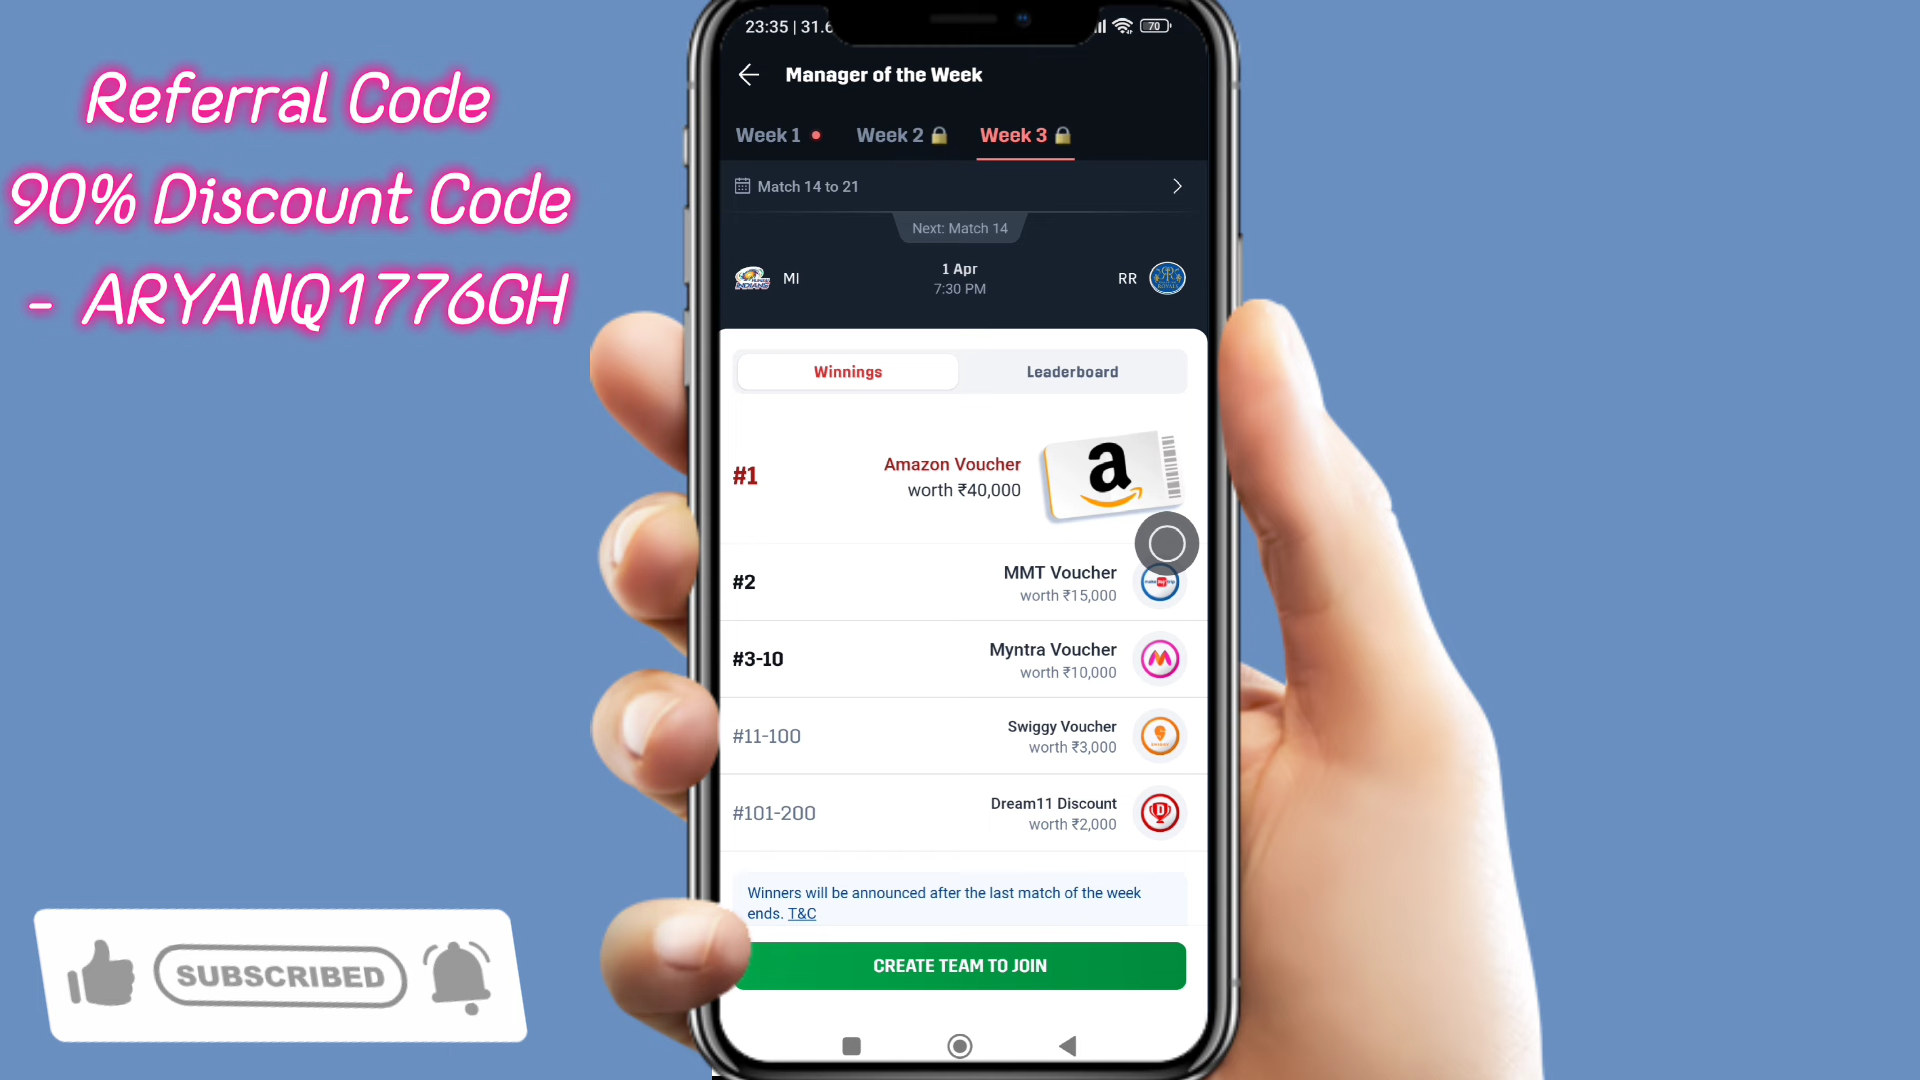 Referral Code
90% Discount Code
- ARYANQ1776GH
23:35 | 31.6
70
Manager of the Week
Week 1
Week 2
Week 3
Match 14 to 21
Next: Match 14
MI
1 Apr
7:30 PM
RR
Winnings
Leaderboard
#1
Amazon Voucher
worth ₹40,000
a
#2
MMT Voucher
worth ₹15,000
#3-10
Myntra Voucher
worth ₹10,000
#11-100
Swiggy Voucher
worth ₹3,000
#101-200
Dream11 Discount
worth ₹2,000
Winners will be announced after the last match of the week
ends. T&C
CREATE TEAM TO JOIN
SUBSCRIBED